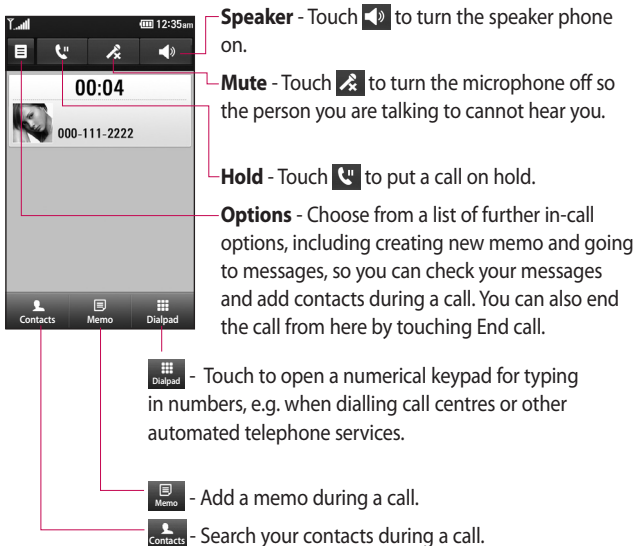 12:35am
00:04
000-111-2222
Contacts Memo Dialpad
Speaker - Touch to turn the speaker phone
on.
Mute - Touch to turn the microphone off so
the person you are talking to cannot hear you.
Hold - Touch to put a call on hold.
Options - Choose from a list of further in-call
options, including creating new memo and going
to messages, so you can check your messages
and add contacts during a call. You can also end
the call from here by touching End call.
Dialpad - Touch to open a numerical keypad for typing
in numbers, e.g. when dialling call centres or other
automated telephone services.
Memo - Add a memo during a call.
Contacts - Search your contacts during a call.